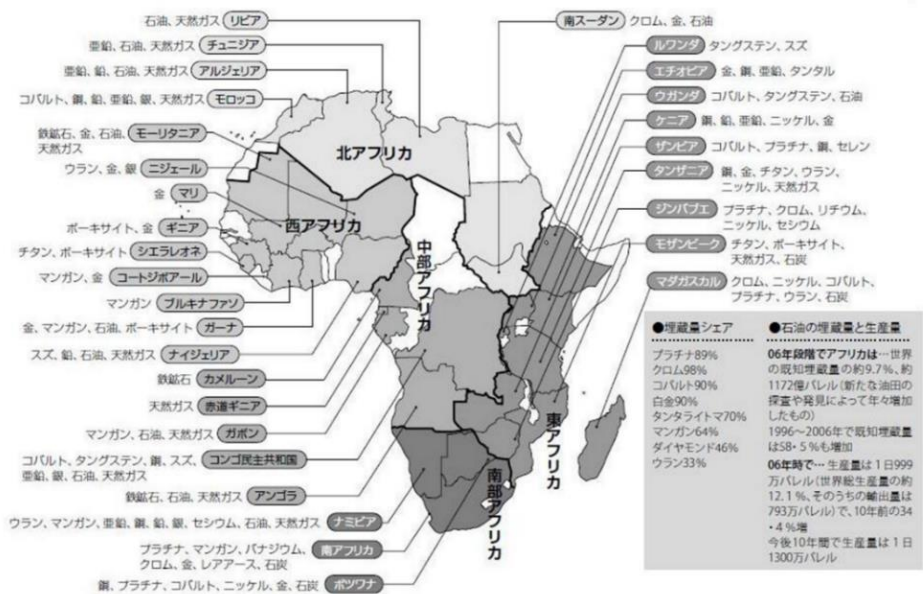 石油、天然ガス リビア
亜鉛、石油、天然ガス チュニジア
亜鉛、鉛、石油、天然ガス アルジェリア
コバルト、銅、鉛、亜鉛、銀、天然ガス モロッコ
鉄鉱石、金、石油、 モーリタニア
天然ガス
ウラン、金、銀 ニジェール
金 マリ
ボーキサイト、金 ギニア
チタン、ボーキサイト シエラレオネ
マンガン、金 コートジボアール
マンガン ブルキナファソ
金、マンガン、石油、ボーキサイト ガーナ
スズ、鉛、石油、天然ガス ナイジェリア
鉄鉱石 カメルーン
天然ガス 赤道ギニア
マンガン、石油、天然ガス ガボン
コバルト、タングステン、銅、スズ、 コンゴ民主共和国
亜鉛、銀、石油、天然ガス
鉄鉱石、石油、天然ガス アンゴラ
ウラン、マンガン、亜鉛、銅、鉛、銀、セシウム、石油、天然ガス ナミビア
プラチナ、マンガン、バナジウム、 南アフリカ
クロム、金、レアアース、石炭
銅、プラチナ、コバルト、ニッケル、金、石炭 ボツワナ
北アフリカ
西アフリカ
中部アフリカ
東アフリカ
南部アフリカ
南スーダン クロム、金、石油
ルワンダ タングステン、スズ
エチオピア 金、銅、亜鉛、タンタル
ウガンダ コバルト、タングステン、石油
ケニア 銅、鉛、亜鉛、ニッケル、金
ザンビア コバルト、プラチナ、銅、セレン
タンザニア 銅、金、チタン、ウラン、
ニッケル、天然ガス
ジンバブエ プラチナ、クロム、リチウム、
ニッケル、セシウム
モザンビーク チタン、ボーキサイト、
天然ガス、石炭
マダガスカル クロム、ニッケル、コバルト、
プラチナ、ウラン、石炭
●埋蔵量シェア
プラチナ89%
クロム98%
コバルト90%
白金90%
タンタライトマ70%
マンガン64%
ダイヤモンド46%
ウラン33%
●石油の埋蔵量と生産量
06年段階でアフリカは…世界
の既知埋蔵量の約9.7%、約
1172億バレル(新たな油田の
探査や発見によって年々増加
したもの)
1996〜2006年で既知埋蔵量
は58・5%も増加
06年時で…生産量は1日999
万バレル(世界総生産量の約
12.1%、そのうちの輸出量は
793万バレル)で、10年前の34
・4%増
今後10年間で生産量は1日
1300万バレル